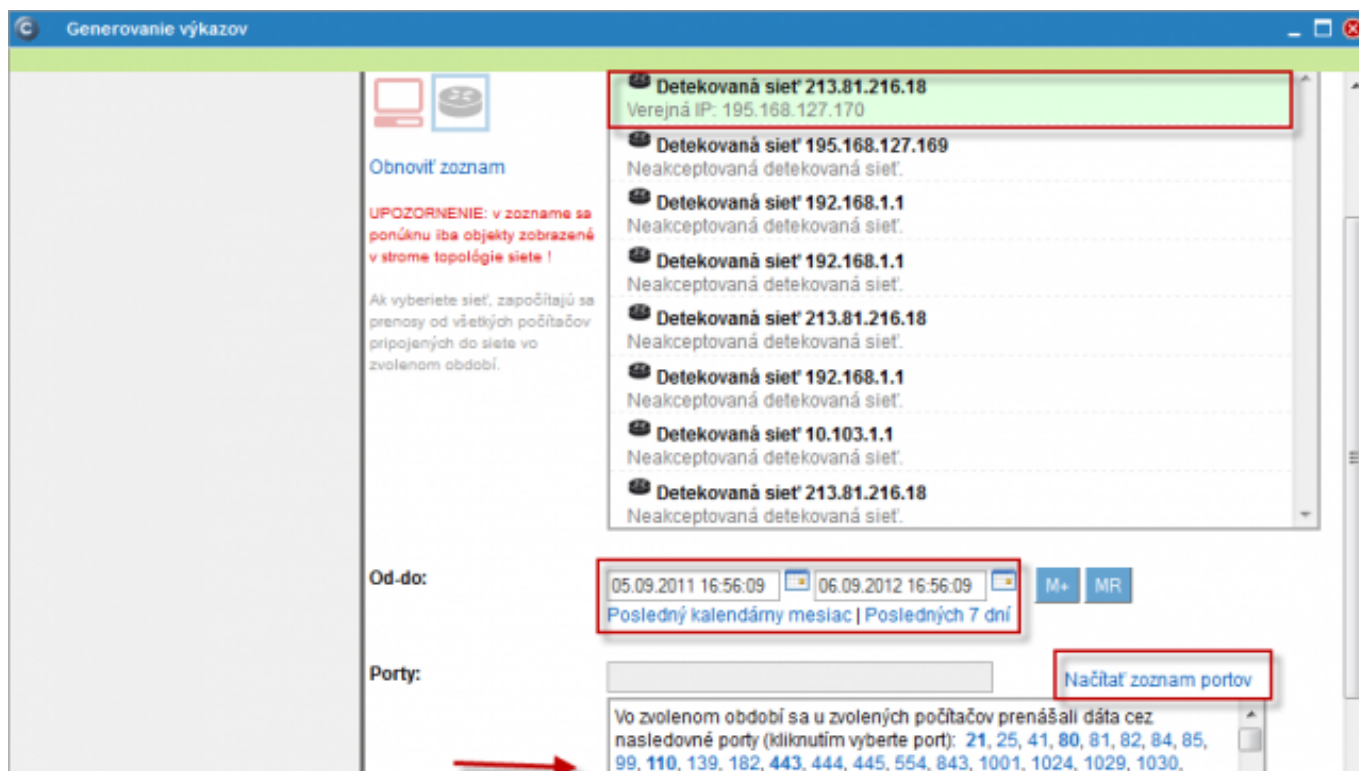 Generovanie výkazov
Detekovaná sieť 213.81.216.18
Verejná IP: 195.168.127.170
Detekovaná sieť 195.168.127.169
Neakceptovaná detekovaná sieť.
Obnoviť zoznam
Detekovaná sieť 192.168.1.1
Neakceptovaná detekovaná sieť.
UPOZORNENIE: v zozname sa
ponúknu iba objekty zobrazené
v strome topológie siete !
Detekovaná sieť 192.168.1.1
Neakceptovaná detekovaná sieť.
Ak vyberiete sieť, započítajú sa
prenosy od všetkých počítačov
pripojených do siete vo
zvolenom období.
Detekovaná sieť 213.81.216.18
Neakceptovaná detekovaná sieť.
Detekovaná sieť 192.168.1.1
Neakceptovaná detekovaná sieť.
Detekovaná sieť 10.103.1.1
Neakceptovaná detekovaná sieť.
Detekovaná sieť 213.81.216.18
Neakceptovaná detekovaná sieť.
Od-do:
05.09.2011 16:56:09 06.09.2012 16:56:09 M+ MR
Posledný kalendárny mesiac | Posledných 7 dní
Porty:
Načítať zoznam portov
Vo zvolenom období sa u zvolených počítačov prenášali dáta cez
nasledovné porty (kliknutím vyberte port): 21, 25, 41, 80, 81, 82, 84, 85,
99, 110, 139, 182, 443, 444, 445, 554, 843, 1001, 1024, 1029, 1030,